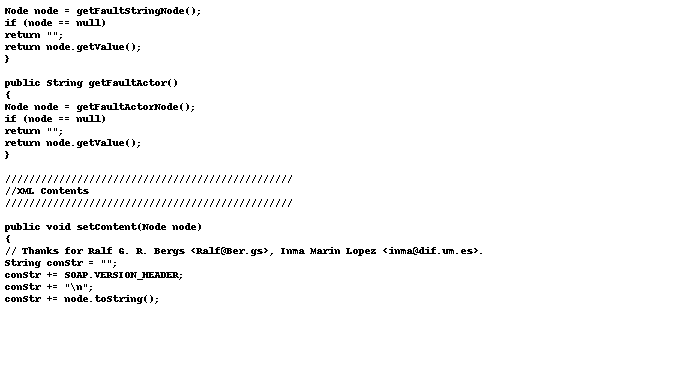 Node node = getFaultStringNode();
if (node == null)
return "";
return node.getValue();
}
public String getFaultActor()
{
Node node = getFaultActorNode();
if (node == null)
return "";
return node.getValue();
}
////////////////////////////////////////////////
//XML Contents
////////////////////////////////////////////////
public void setContent(Node node)
{
// Thanks for Ralf G. R. Bergs <Ralf@Ber.gs>, Inma Marin Lopez <inma@dif.um.es>.
String conStr = "";
conStr += SOAP.VERSION_HEADER;
conStr += "\n";
conStr += node.toString();